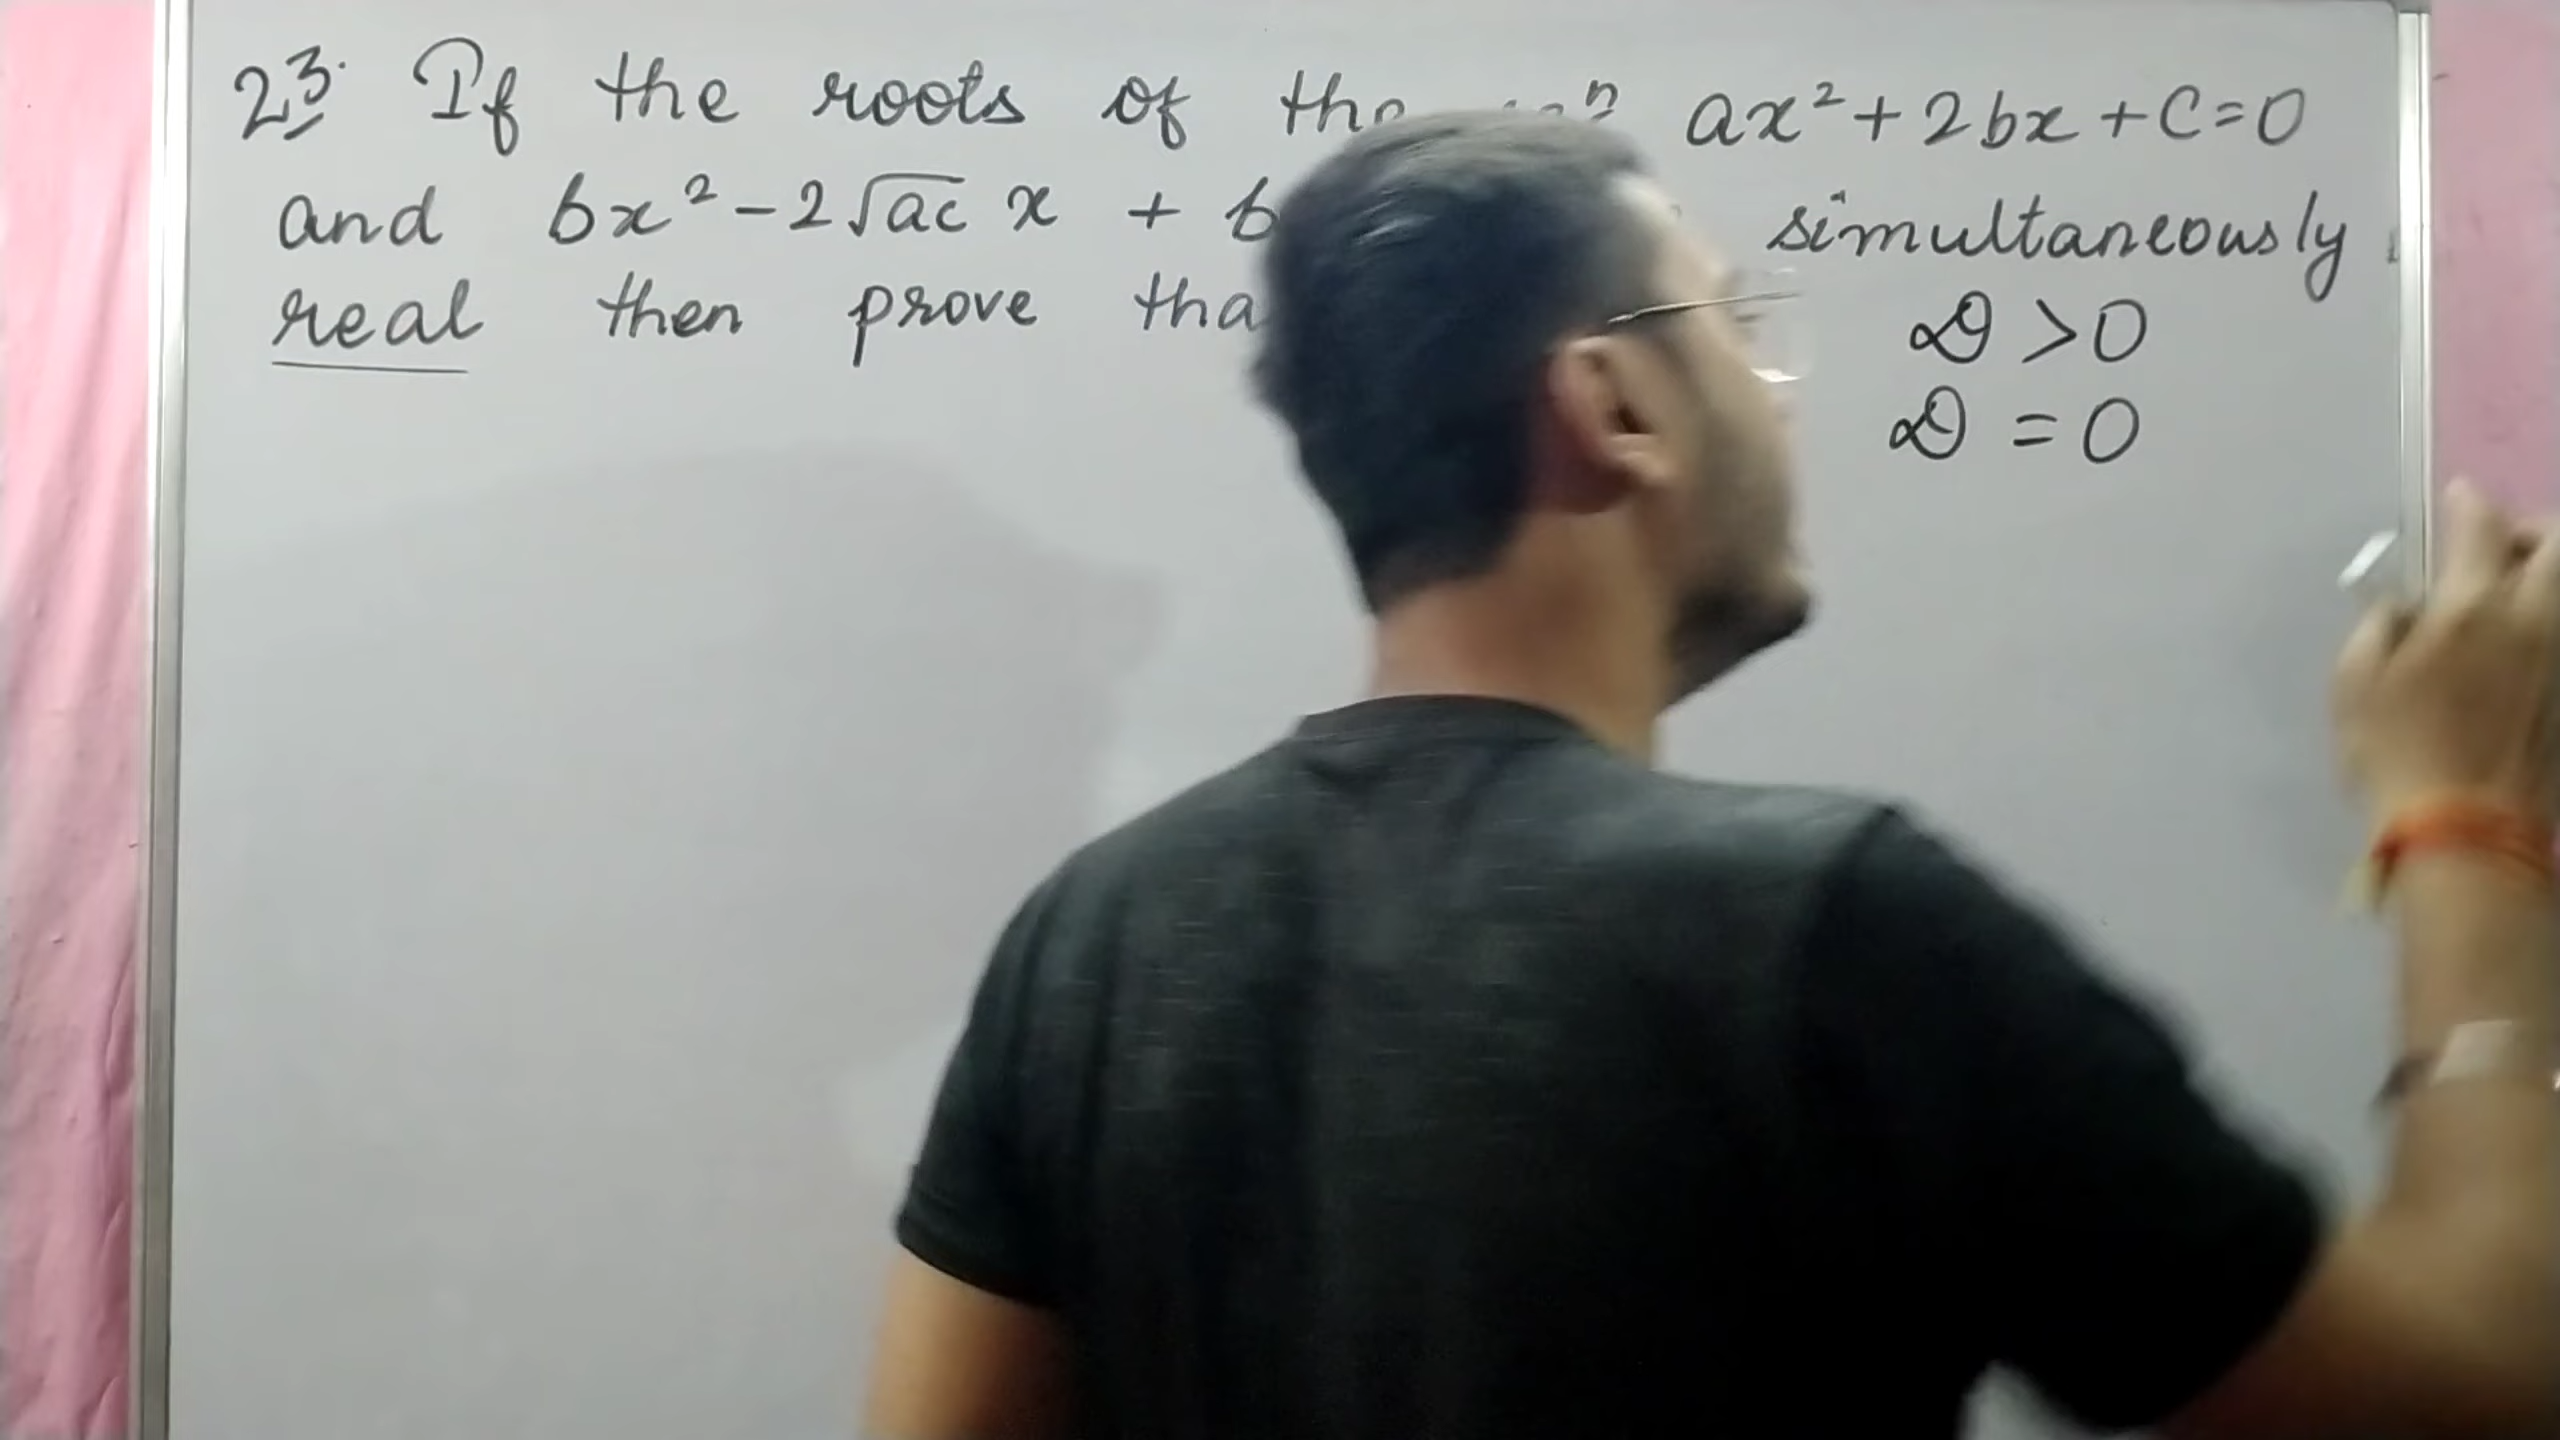 23. If the roots of the ax² + 2bx + c = 0
and bx² - 2√ac x + b simultaneously
real then prove tha
D > 0
D = 0